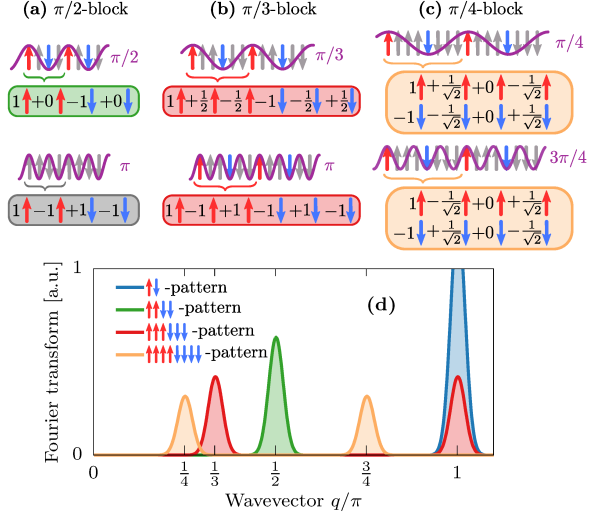 (a) π/2-block
π/2
1↑+0↑−1↓+0↓
π
1↑−1↑+1↓−1↓
(b) π/3-block
π/3
1↑+½↑−½↑−1↓−½↓+½↓
π
1↑−1↑+1↑−1↓+1↓−1↓
(c) π/4-block
π/4
1↑+1/√2↑+0↑−1/√2↑
−1↓−1/√2↓+0↓+1/√2↓
3π/4
1↑−1/√2↑+0↑+1/√2↑
−1↓+1/√2↓+0↓−1/√2↓
(d)
Fourier transform [a.u.]
1
0
↑↓ -pattern
↑↑↓↓ -pattern
↑↑↑↓↓↓ -pattern
↑↑↑↑↓↓↓↓ -pattern
0 1/4 1/3 1/2 3/4 1
Wavevector q/π